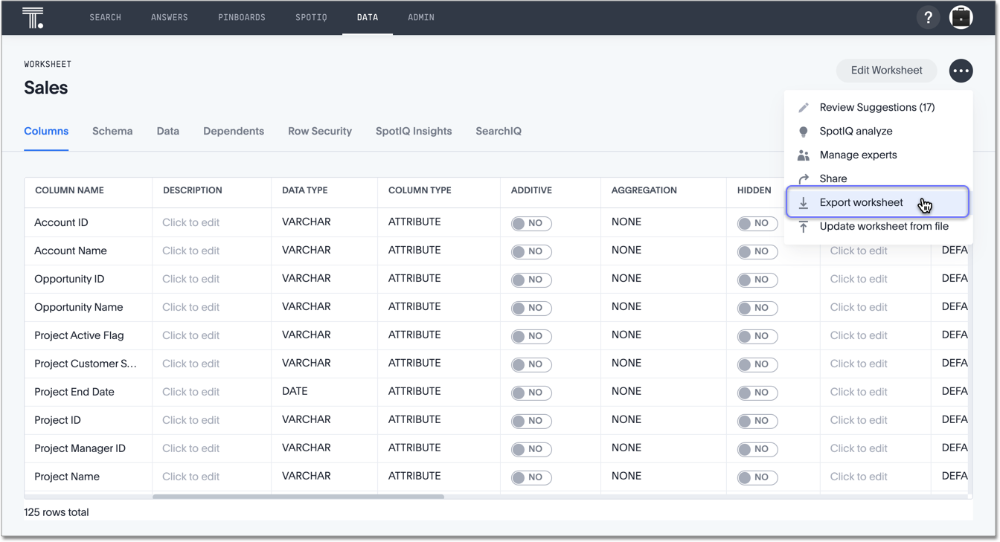 T.
SEARCH ANSWERS PINBOARDS SPOTIQ DATA ADMIN ?
WORKSHEET
Sales
Edit Worksheet
Review Suggestions (17)
SpotIQ analyze
Manage experts
Share
Export worksheet
Update worksheet from file
Columns Schema Data Dependents Row Security SpotIQ Insights SearchIQ
COLUMN NAME DESCRIPTION DATA TYPE COLUMN TYPE ADDITIVE AGGREGATION HIDDEN
Account ID Click to edit VARCHAR ATTRIBUTE NO NONE NO
Account Name Click to edit VARCHAR ATTRIBUTE NO NONE NO Click to edit DEFA
Opportunity ID Click to edit VARCHAR ATTRIBUTE NO NONE NO Click to edit DEFA
Opportunity Name Click to edit VARCHAR ATTRIBUTE NO NONE NO Click to edit DEFA
Project Active Flag Click to edit VARCHAR ATTRIBUTE NO NONE NO Click to edit DEFA
Project Customer S... Click to edit VARCHAR ATTRIBUTE NO NONE NO Click to edit DEFA
Project End Date Click to edit DATE ATTRIBUTE NO NONE NO Click to edit DEFA
Project ID Click to edit VARCHAR ATTRIBUTE NO NONE NO Click to edit DEFA
Project Manager ID Click to edit VARCHAR ATTRIBUTE NO NONE NO Click to edit DEFA
Project Name Click to edit VARCHAR ATTRIBUTE NO NONE NO Click to edit DEFA
125 rows total